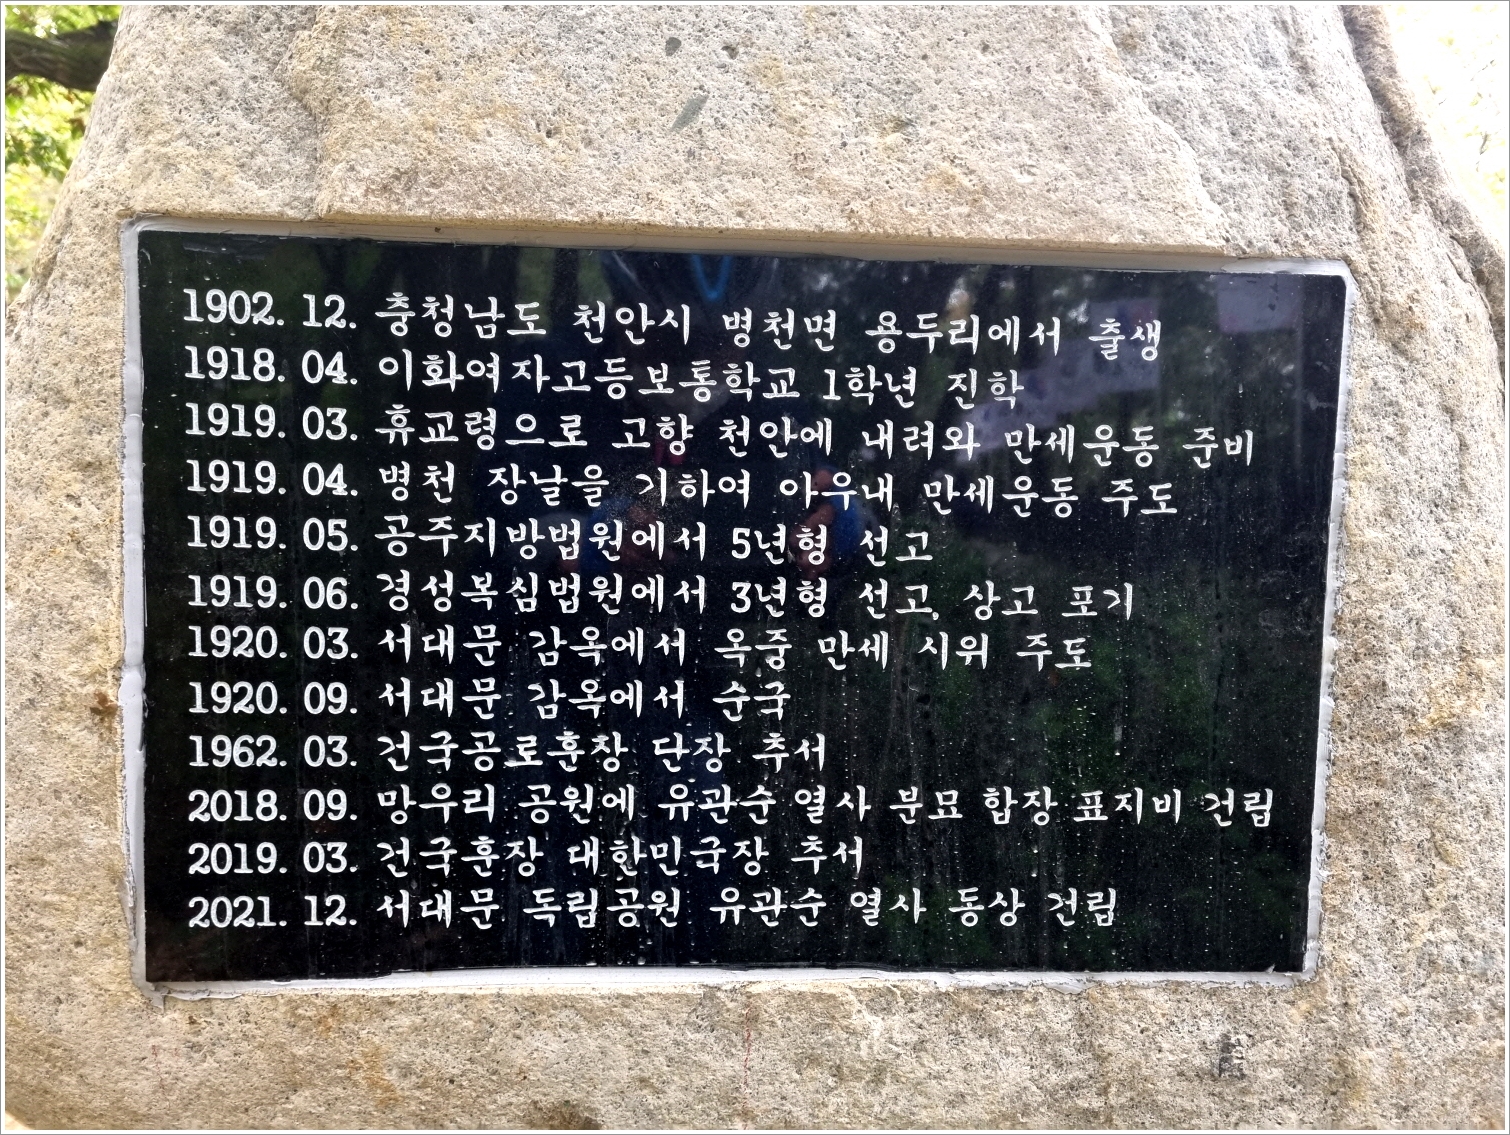 1902. 12. 충청남도 천안시 병천면 용두리에서 출생
1918. 04. 이화여자고등보통학교 1학년 진학
1919. 03. 휴교령으로 고향 천안에 내려와 만세운동 준비
1919. 04. 병천 장날을 기하여 아우내 만세운동 주도
1919. 05. 공주지방법원에서 5년형 선고
1919. 06. 경성복심법원에서 3년형 선고, 상고 포기
1920. 03. 서대문 감옥에서 옥중 만세 시위 주도
1920. 09. 서대문 감옥에서 순국
1962. 03. 건국공로훈장 단장 추서
2018. 09. 망우리 공원에 유관순 열사 분묘 합장 표지비 건립
2019. 03. 건국훈장 대한민국장 추서
2021. 12. 서대문 독립공원 유관순 열사 동상 건립